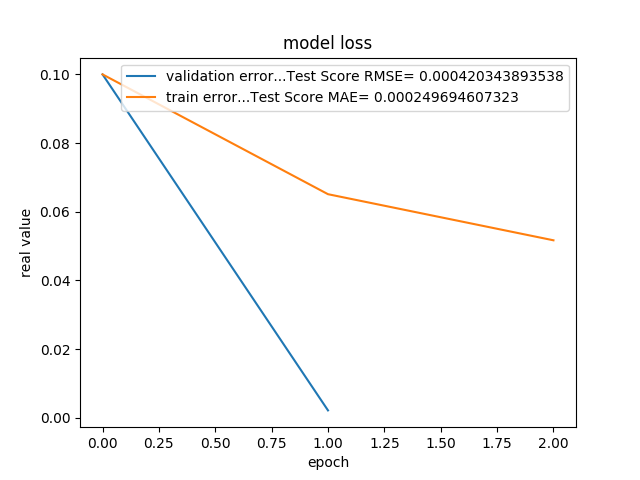 model loss
validation error...Test Score RMSE= 0.000420343893538
train error...Test Score MAE= 0.000249694607323
0.10
0.08
0.06
0.04
0.02
0.00
real value
0.00 0.25 0.50 0.75 1.00 1.25 1.50 1.75 2.00
epoch